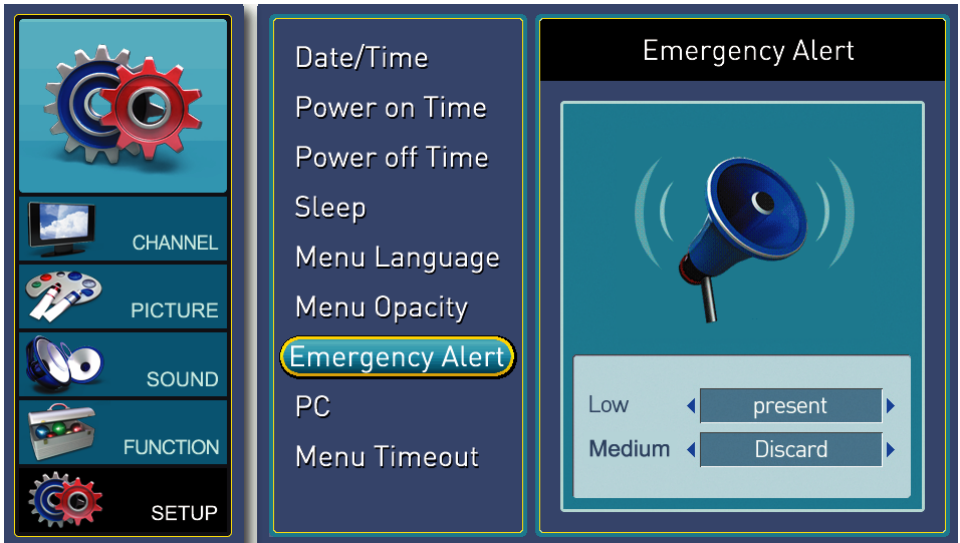 CHANNEL
PICTURE
SOUND
FUNCTION
SETUP
Date/Time
Power on Time
Power off Time
Sleep
Menu Language
Menu Opacity
Emergency Alert
PC
Menu Timeout
Emergency Alert
Low present
Medium Discard